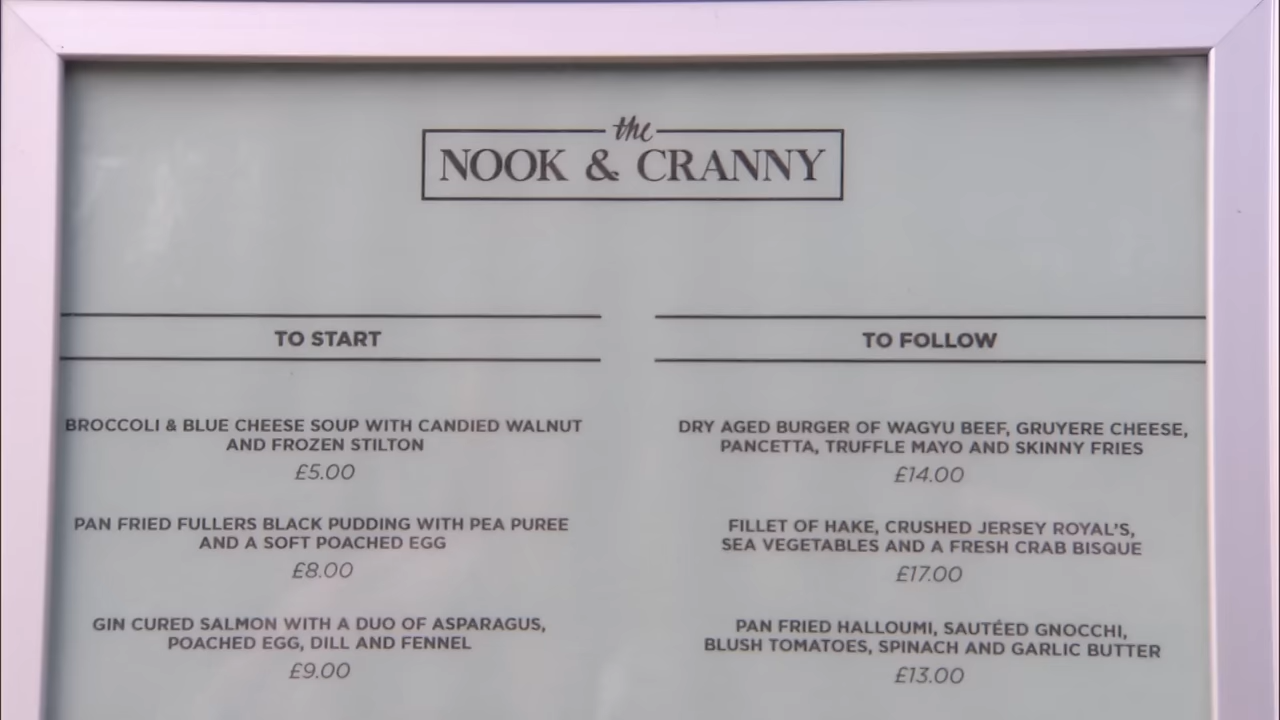 the
NOOK & CRANNY
TO START
BROCCOLI & BLUE CHEESE SOUP WITH CANDIED WALNUT
AND FROZEN STILTON
£5.00
PAN FRIED FULLERS BLACK PUDDING WITH PEA PUREE
AND A SOFT POACHED EGG
£8.00
GIN CURED SALMON WITH A DUO OF ASPARAGUS,
POACHED EGG, DILL AND FENNEL
£9.00
TO FOLLOW
DRY AGED BURGER OF WAGYU BEEF, GRUYERE CHEESE,
PANCETTA, TRUFFLE MAYO AND SKINNY FRIES
£14.00
FILLET OF HAKE, CRUSHED JERSEY ROYAL'S,
SEA VEGETABLES AND A FRESH CRAB BISQUE
£17.00
PAN FRIED HALLOUMI, SAUTÉED GNOCCHI,
BLUSH TOMATOES, SPINACH AND GARLIC BUTTER
£13.00